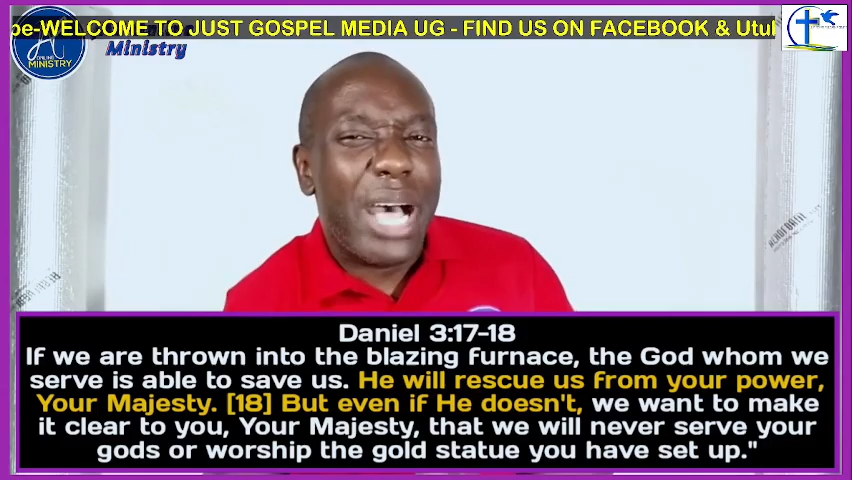 be-WELCOME TO JUST GOSPEL MEDIA UG - FIND US ON FACEBOOK & Utu
Ministry
ONLINE
MINISTRY
Daniel 3:17-18
If we are thrown into the blazing furnace, the God whom we
serve is able to save us. He will rescue us from your power,
Your Majesty. [18] But even if He doesn't, we want to make
it clear to you, Your Majesty, that we will never serve your
gods or worship the gold statue you have set up."